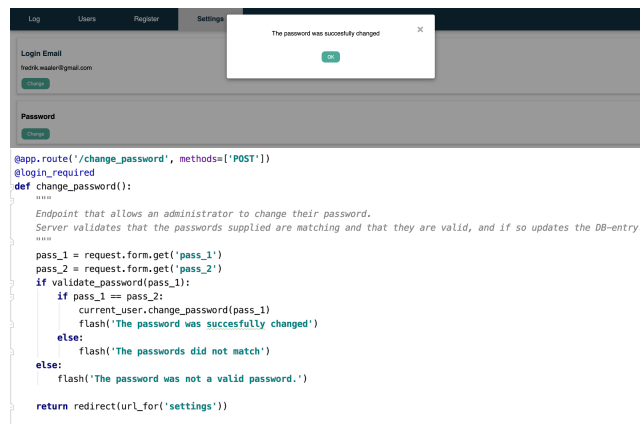 Log Users Register Settings
The password was succesfully changed ×
OK
Login Email
fredrik.waaler@gmail.com
Change
Password
Change
@app.route('/change_password', methods=['POST'])
@login_required
def change_password():
"""
Endpoint that allows an administrator to change their password.
Server validates that the passwords supplied are matching and that they are valid, and if so updates the DB-entry
"""
pass_1 = request.form.get('pass_1')
pass_2 = request.form.get('pass_2')
if validate_password(pass_1):
if pass_1 == pass_2:
current_user.change_password(pass_1)
flash('The password was succesfully changed')
else:
flash('The passwords did not match')
else:
flash('The password was not a valid password.')
return redirect(url_for('settings'))